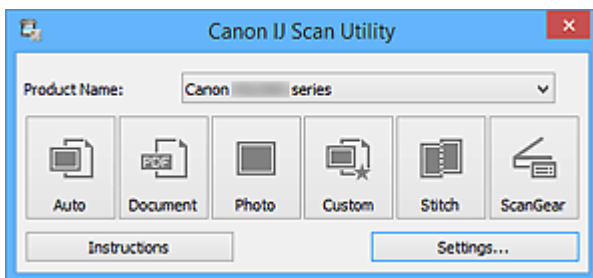 Canon IJ Scan Utility
Product Name: Canon series
Auto PDF Document Photo Custom Stitch ScanGear
Instructions Settings...